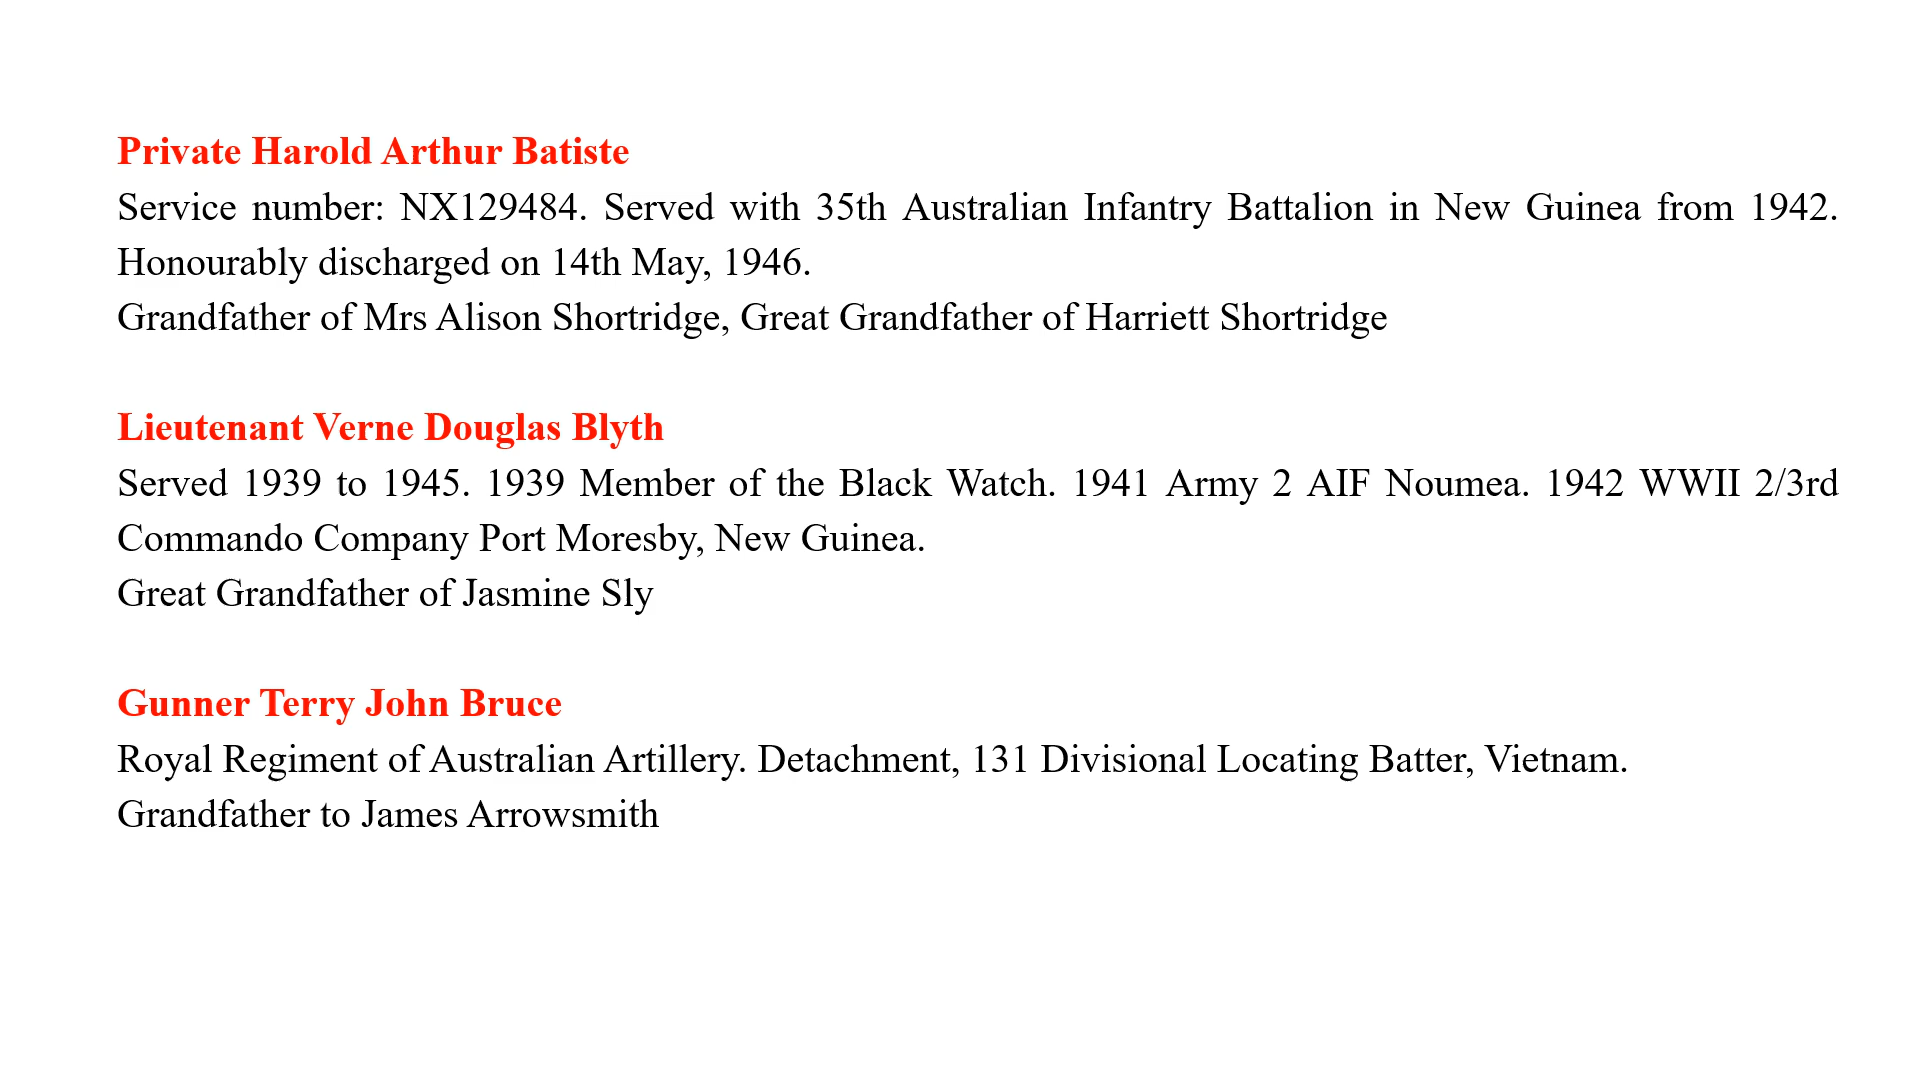 Private Harold Arthur Batiste
Service number: NX129484. Served with 35th Australian Infantry Battalion in New Guinea from 1942.
Honourably discharged on 14th May, 1946.
Grandfather of Mrs Alison Shortridge, Great Grandfather of Harriett Shortridge
Lieutenant Verne Douglas Blyth
Served 1939 to 1945. 1939 Member of the Black Watch. 1941 Army 2 AIF Noumea. 1942 WWII 2/3rd
Commando Company Port Moresby, New Guinea.
Great Grandfather of Jasmine Sly
Gunner Terry John Bruce
Royal Regiment of Australian Artillery. Detachment, 131 Divisional Locating Batter, Vietnam.
Grandfather to James Arrowsmith